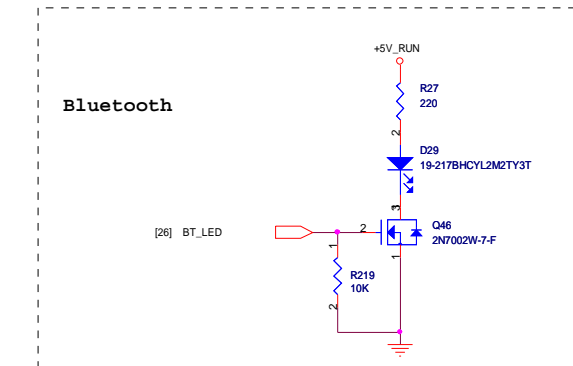 +5V_RUN
R27
220
Bluetooth
2
D29
19-217BHCYL2M2TY3T
3
[26] BT_LED
2
Q46
2N7002W-7-F
1
1
R219
10K
2